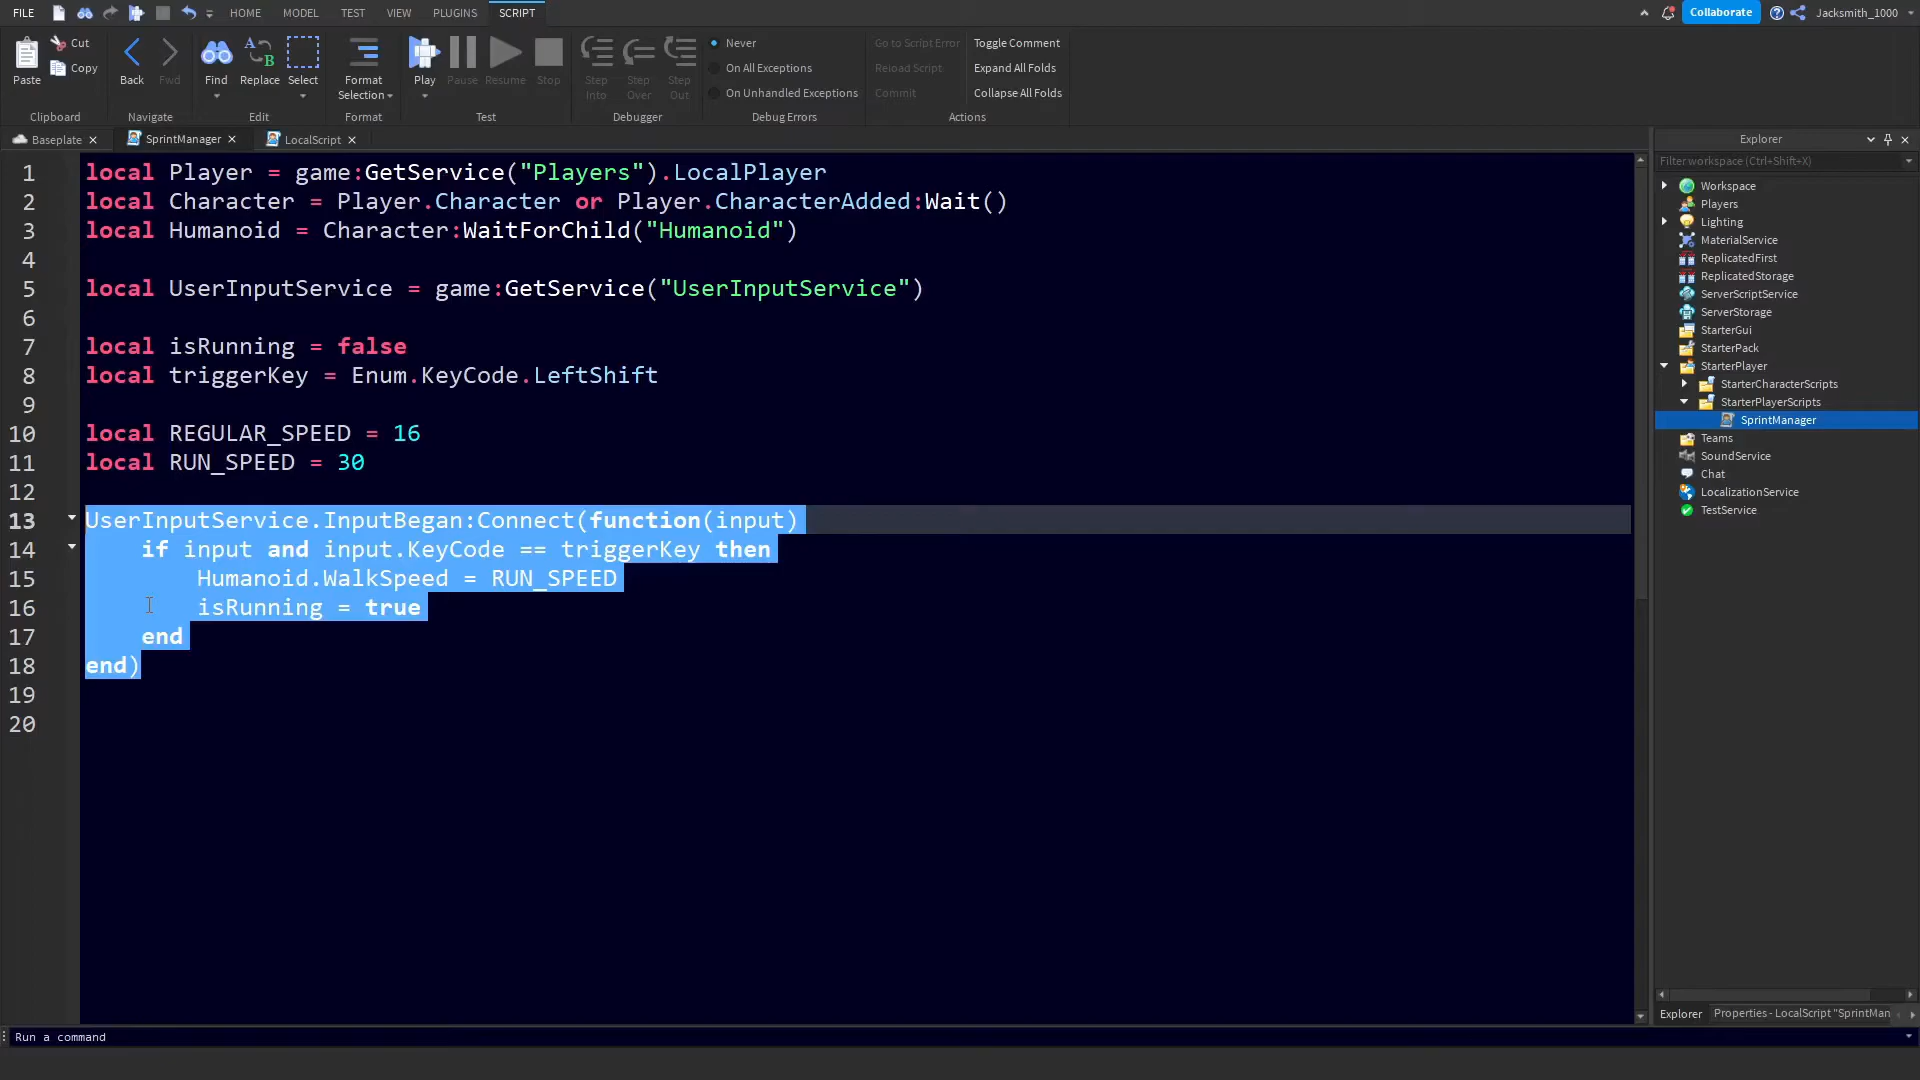 FILE
HOME
MODEL
TEST
VIEW
PLUGINS
SCRIPT
Collaborate
Jacksmith_1000
Paste
Cut
Copy
Clipboard
Back
Fwd
Navigate
Find
Replace
Select
Edit
Format
Selection
Format
Play
Pause
Resume
Stop
Test
Step
Into
Step
Over
Step
Out
Debugger
Never
On All Exceptions
On Unhandled Exceptions
Debug Errors
Go to Script Error
Reload Script
Commit
Toggle Comment
Expand All Folds
Collapse All Folds
Actions
Baseplate
SprintManager
LocalScript
1 local Player = game:GetService("Players").LocalPlayer
2 local Character = Player.Character or Player.CharacterAdded:Wait()
3 local Humanoid = Character:WaitForChild("Humanoid")
4
5 local UserInputService = game:GetService("UserInputService")
6
7 local isRunning = false
8 local triggerKey = Enum.KeyCode.LeftShift
9
10 local REGULAR_SPEED = 16
11 local RUN_SPEED = 30
12
13 UserInputService.InputBegan:Connect(function(input)
14 if input and input.KeyCode == triggerKey then
15 Humanoid.WalkSpeed = RUN_SPEED
16 isRunning = true
17 end
18 end)
19
20
Explorer
Filter workspace (Ctrl+Shift+X)
Workspace
Players
Lighting
MaterialService
ReplicatedFirst
ReplicatedStorage
ServerScriptService
ServerStorage
StarterGui
StarterPack
StarterPlayer
StarterCharacterScripts
StarterPlayerScripts
SprintManager
Teams
SoundService
Chat
LocalizationService
TestService
Explorer
Properties - LocalScript "SprintMan
Run a command